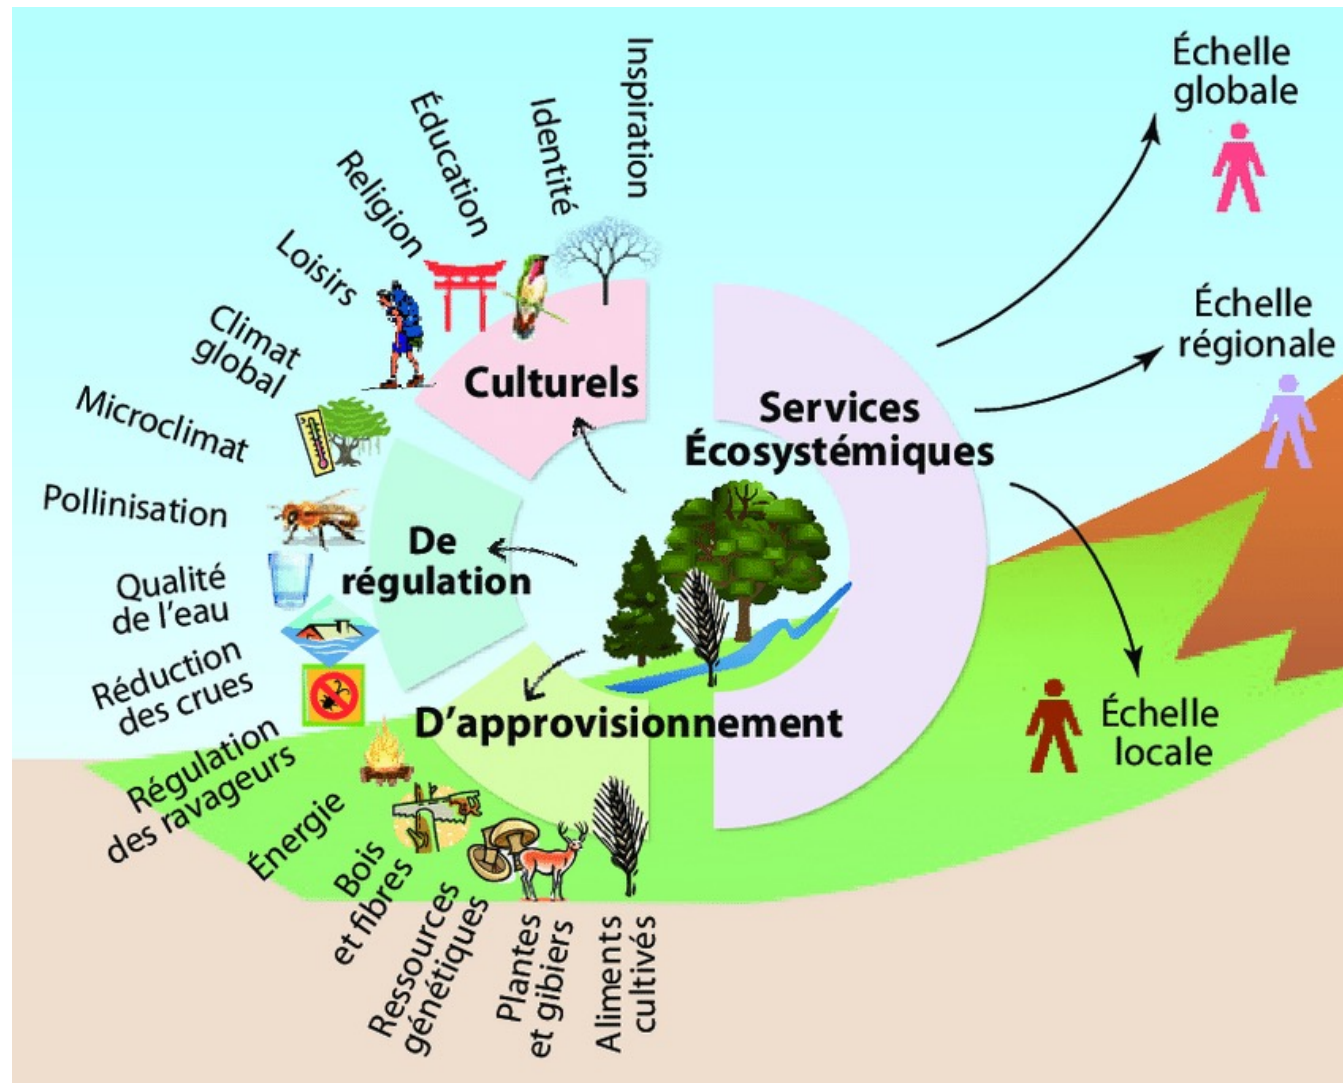 Inspiration
Identité
Éducation
Religion
Loisirs
Climat
global
Microclimat
Pollinisation
Qualité
de l'eau
Réduction
des crues
Régulation
des ravageurs
Énergie
Bois
et fibres
Ressources
génétiques
Plantes
et gibiers
Aliments
cultivés
Culturels
De
régulation
D'approvisionnement
Services
Écosystémiques
Échelle
globale
Échelle
régionale
Échelle
locale